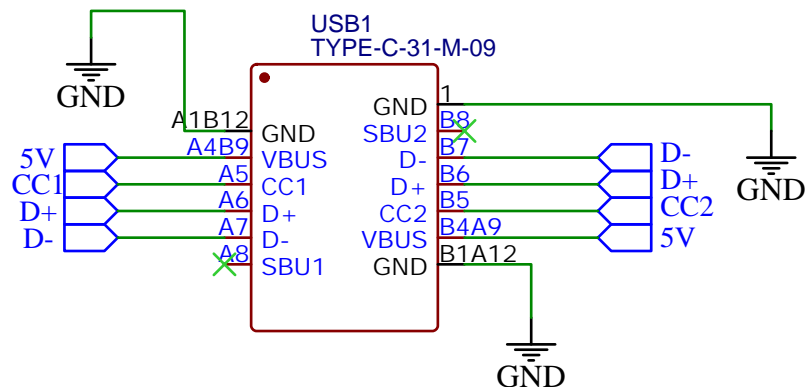 USB1
TYPE-C-31-M-09
GND
A1B12
GND
1
GND
B8
SBU2
5V
A4B9
VBUS
D-
B7
D-
CC1
A5
CC1
D+
B6
D+
GND
D+
A6
D+
CC2
B5
CC2
D-
A7
D-
VBUS
B4A9
5V
A8
SBU1
GND
B1A12
GND